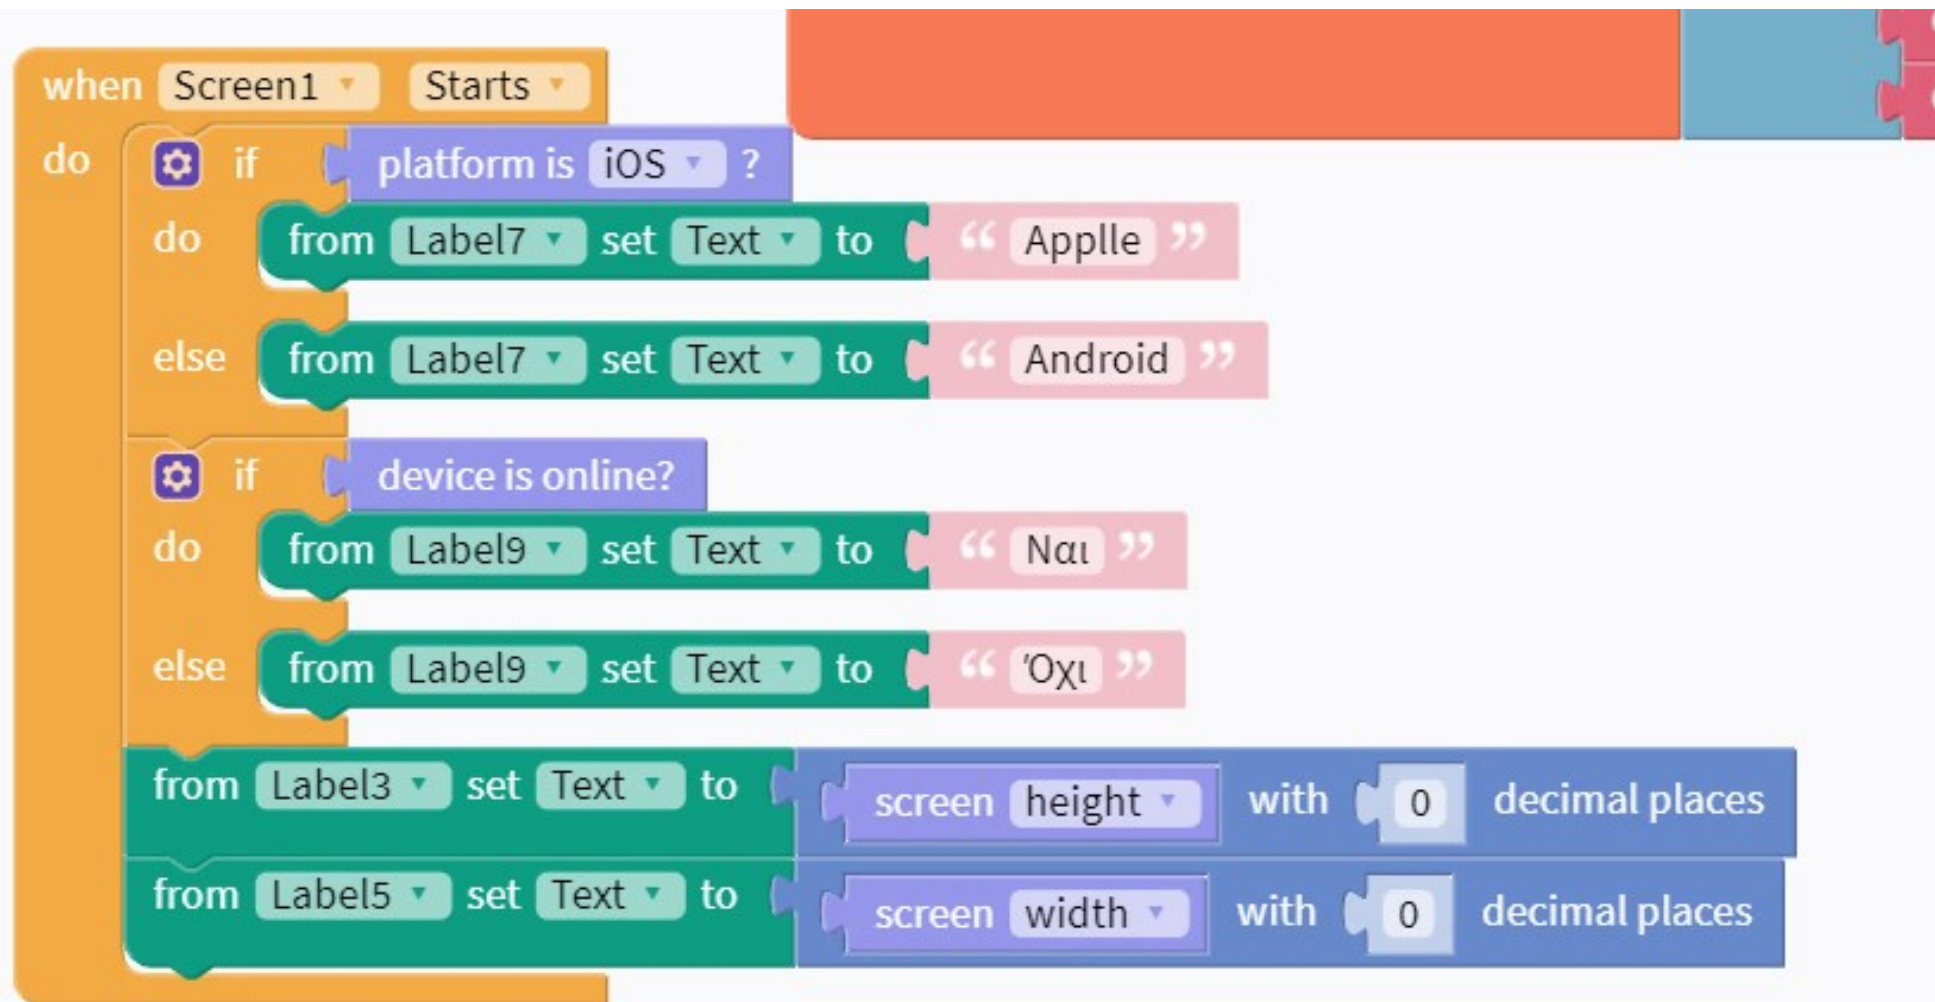 when Screen1 Starts
do if platform is iOS ?
do from Label7 set Text to “ Applle ”
else from Label7 set Text to “ Android ”
if device is online?
do from Label9 set Text to “ Ναι ”
else from Label9 set Text to “ Όχι ”
from Label3 set Text to screen height with 0 decimal places
from Label5 set Text to screen width with 0 decimal places